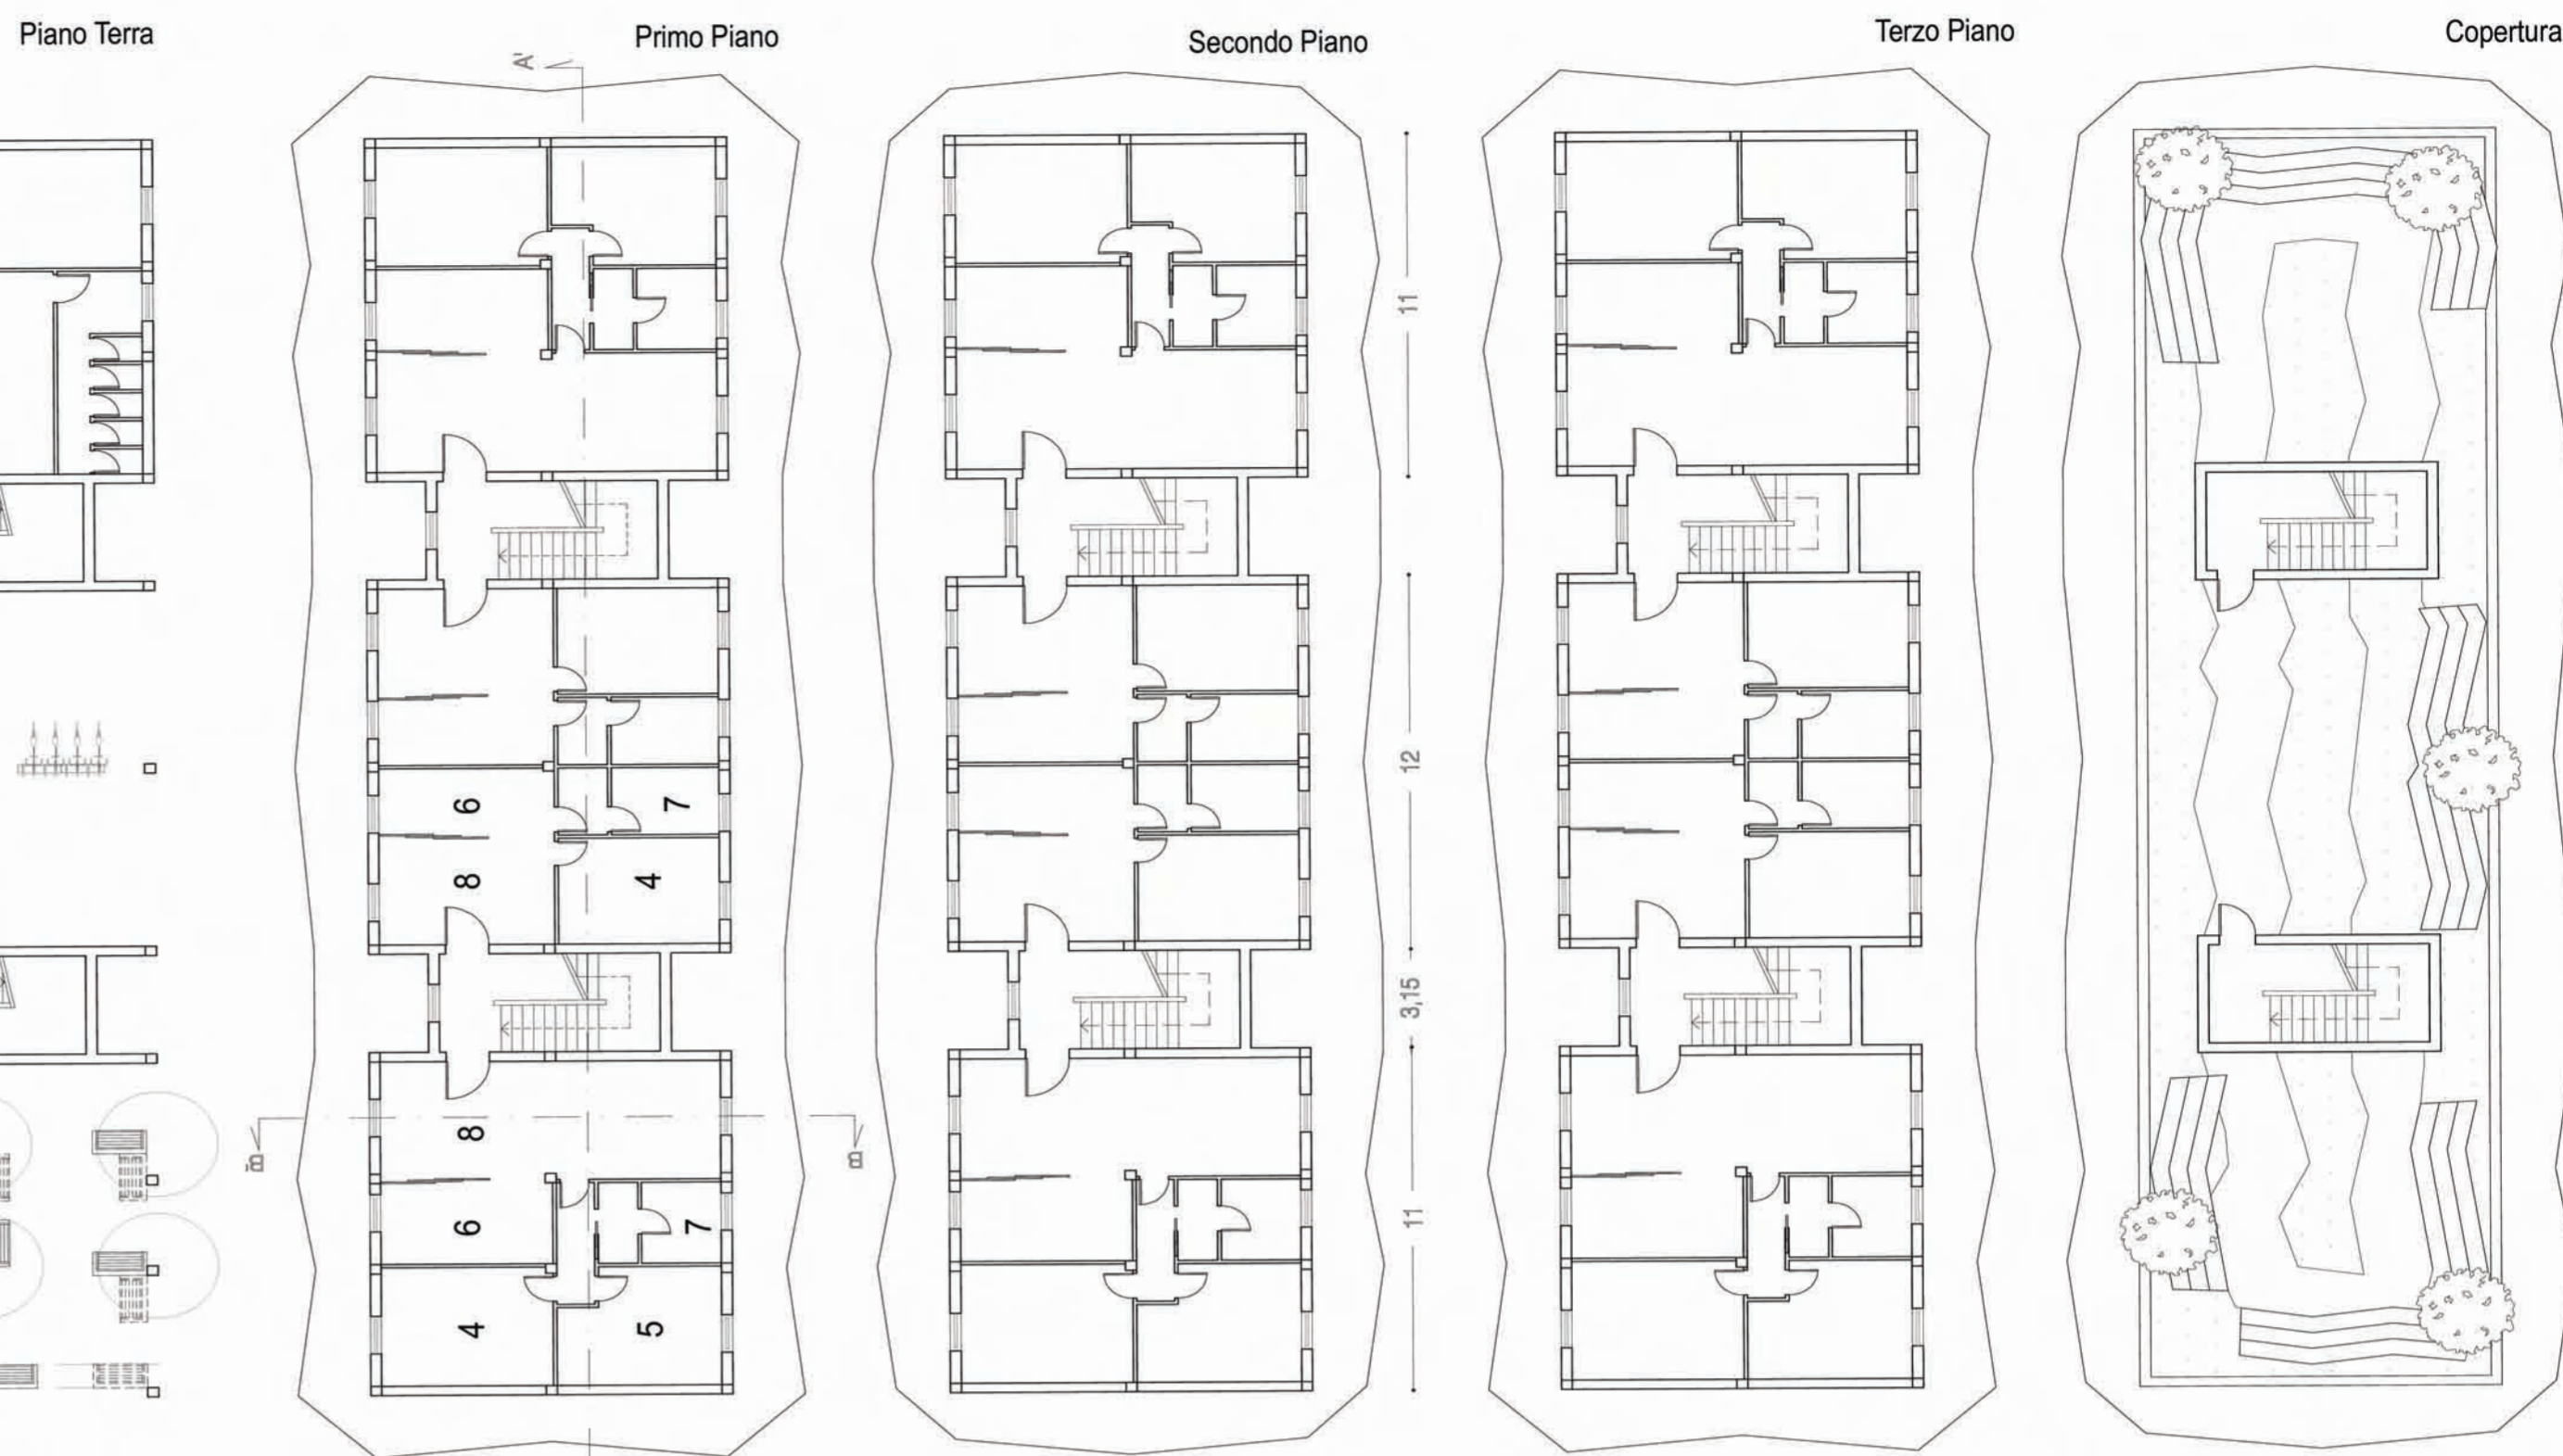 Piano Terra
Primo Piano
Secondo Piano
Terzo Piano
Copertura
A'
11
12
3,15
11
6
7
8
4
B'
B
8
6
7
4
5